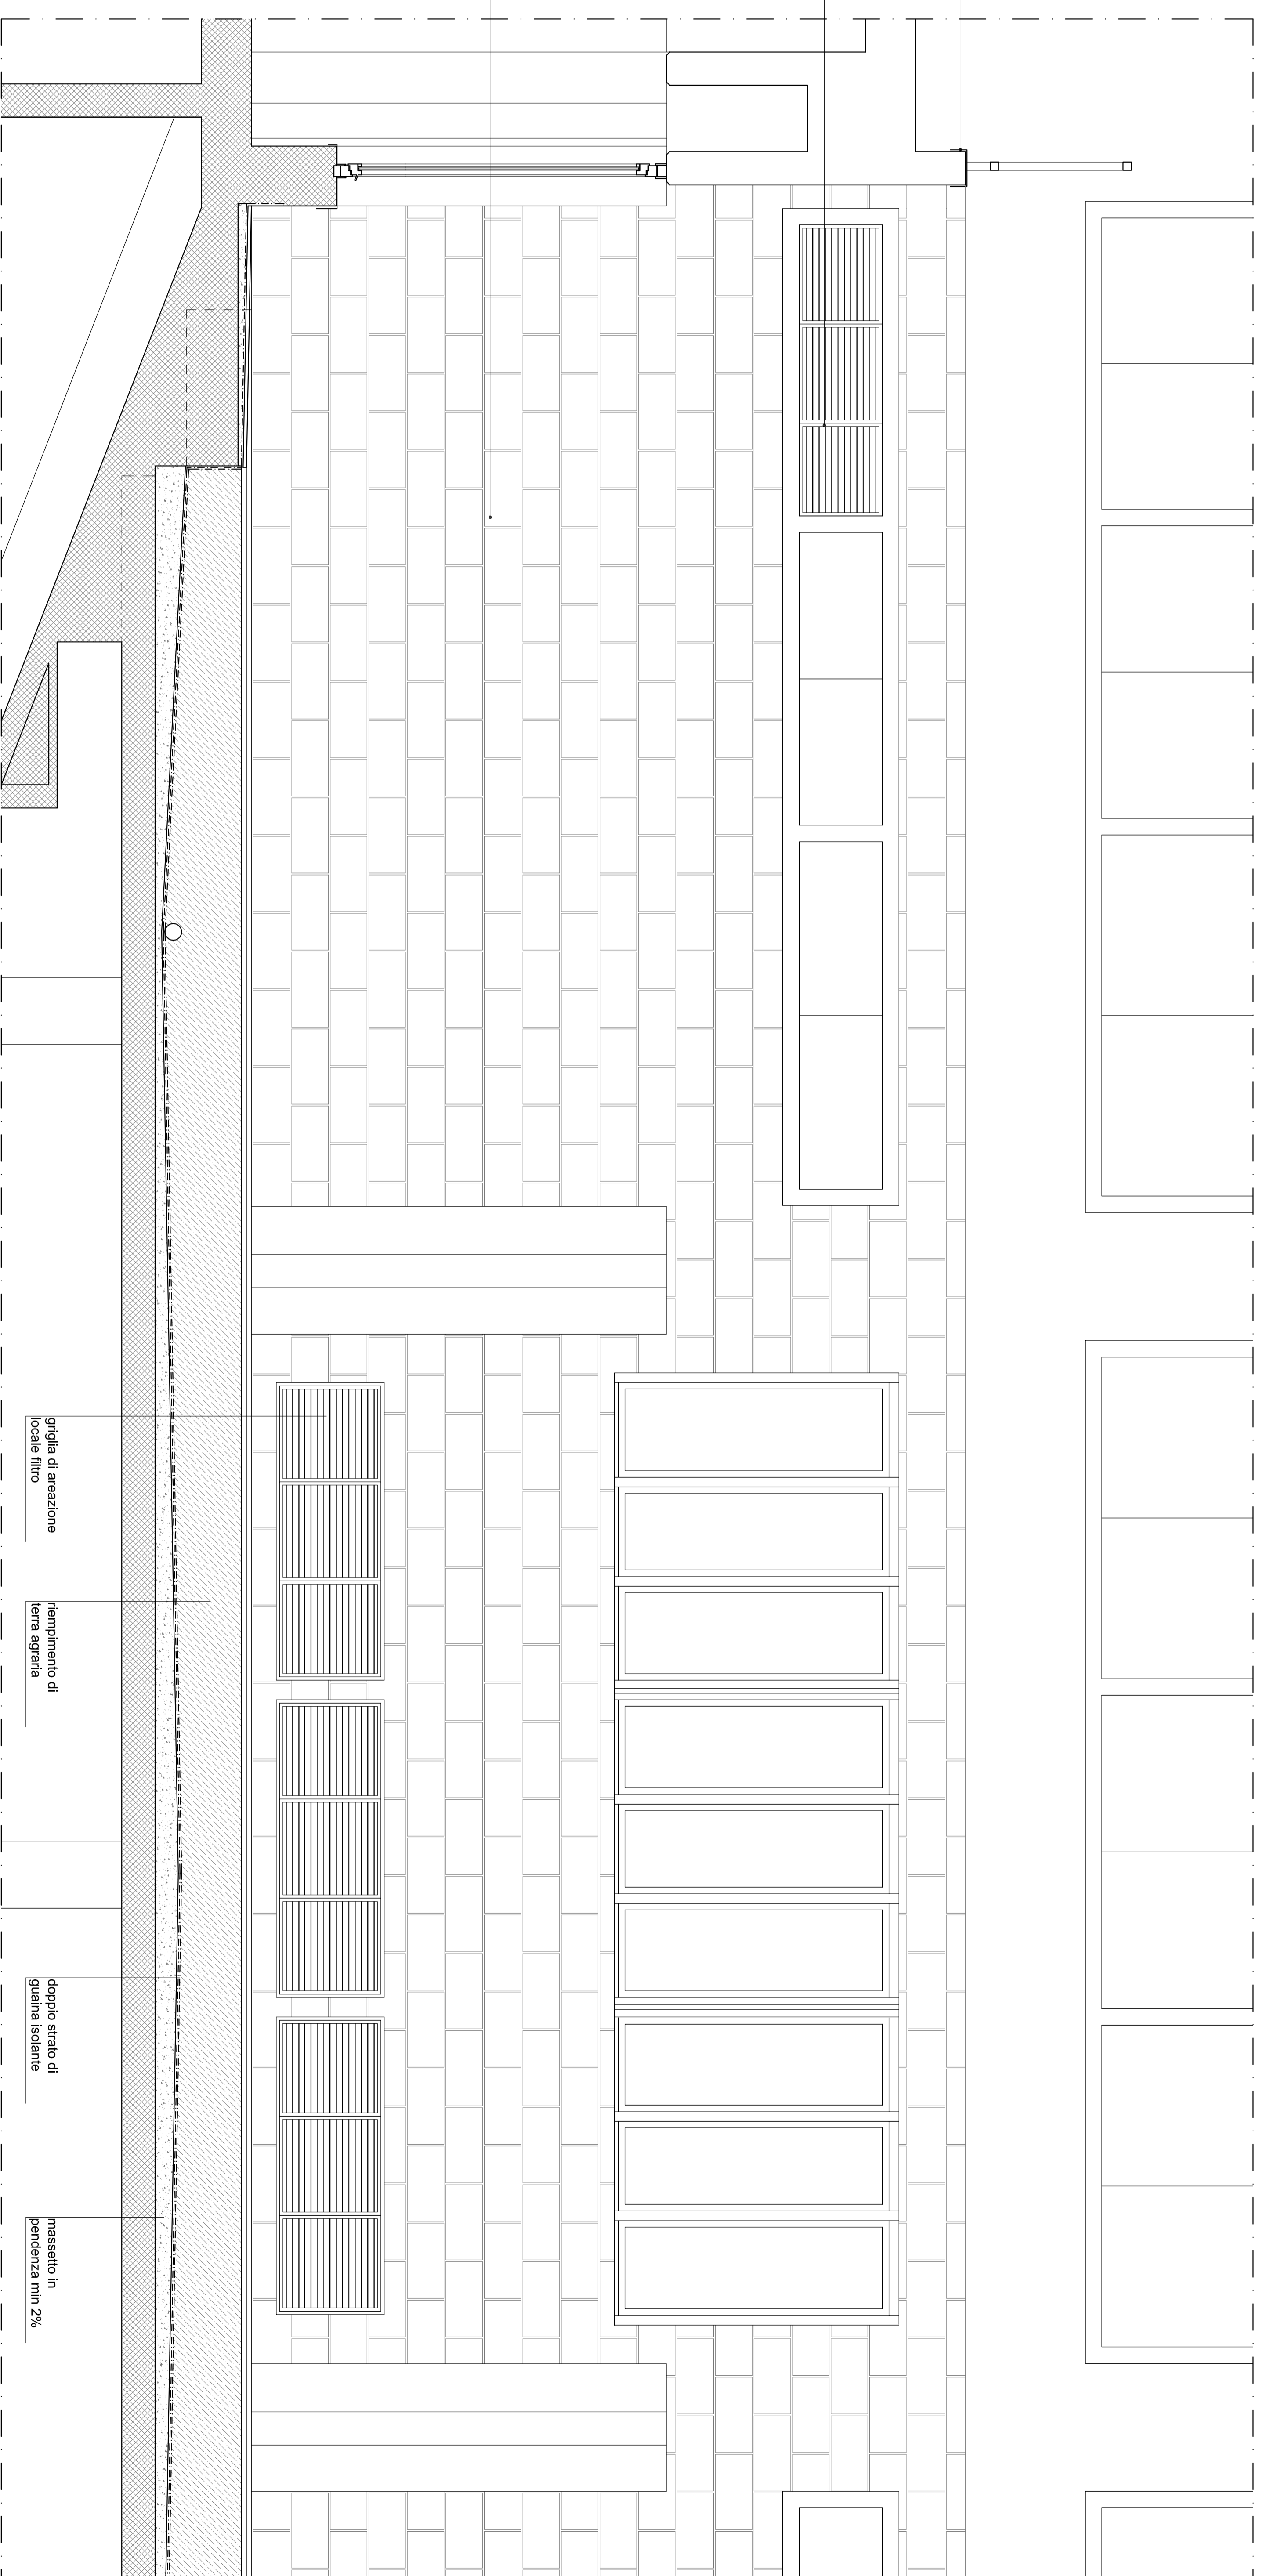 griglia di areazione
locale filtro
riempimento di
terra agraria
doppio strato di
guaina isolante
massetto in
pendenza min 2%